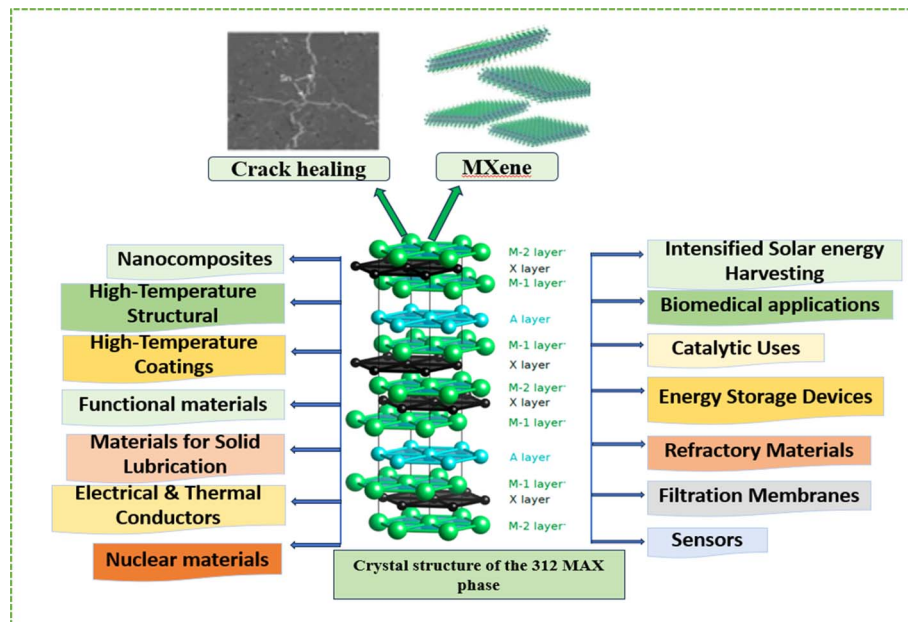 Sn
Crack healing
MXene
Nanocomposites
High-Temperature
Structural
High-Temperature
Coatings
Functional materials
Materials for Solid
Lubrication
Electrical & Thermal
Conductors
Nuclear materials
M-2 layer
X layer
M-1 layer
A layer
M-1 layer
X layer
M-2 layer
X layer
M-1 layer
A layer
M-1 layer
X layer
M-2 layer
Crystal structure of the 312 MAX
phase
Intensified Solar energy
Harvesting
Biomedical applications
Catalytic Uses
Energy Storage Devices
Refractory Materials
Filtration Membranes
Sensors